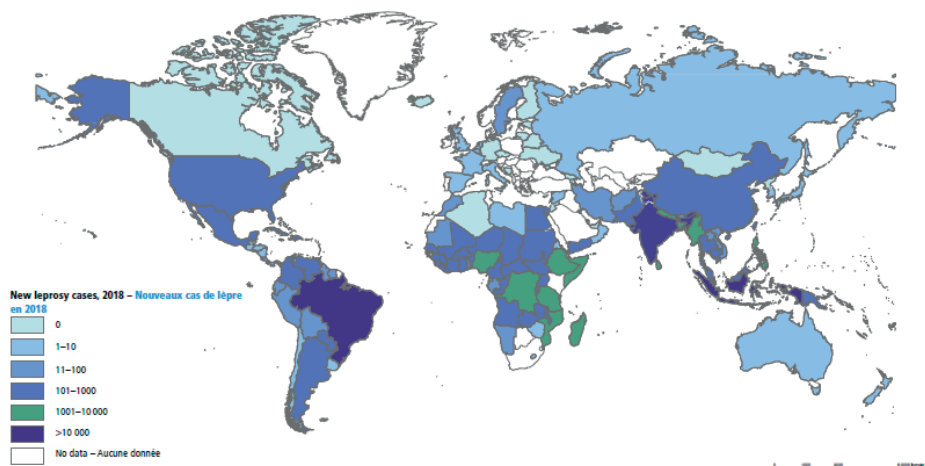 New leprosy cases, 2018 – Nouveaux cas de lèpre
en 2018
0
1–10
11–100
101–1000
1001–10 000
>10 000
No data – Aucune donnée